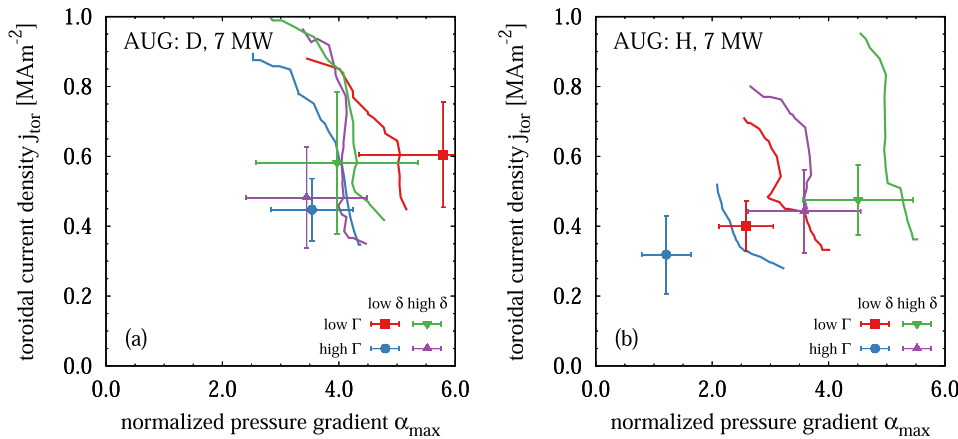 AUG: D, 7 MW
toroidal current density j_tor [MAm^-2]
1.0
0.8
0.6
0.4
0.2
0.0
low δ high δ
low Γ
high Γ
(a)
0.0 2.0 4.0 6.0
normalized pressure gradient α_max
AUG: H, 7 MW
toroidal current density j_tor [MAm^-2]
1.0
0.8
0.6
0.4
0.2
0.0
low δ high δ
low Γ
high Γ
(b)
0.0 2.0 4.0 6.0
normalized pressure gradient α_max